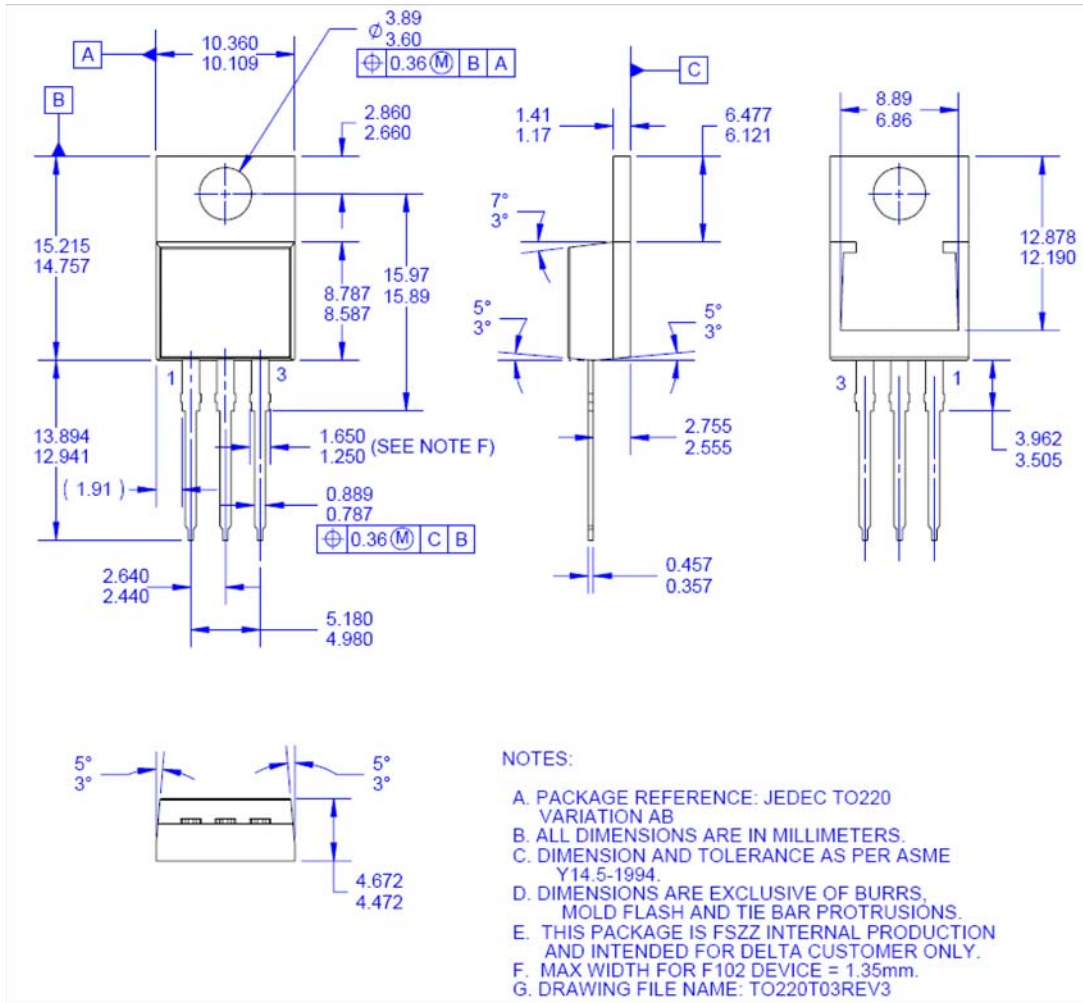 3.89
Ø
3.60
10.360
10.109
A
⌖ 0.36 Ⓜ B A
C
B
2.860
2.660
1.41
1.17
6.477
6.121
8.89
6.86
7°
3°
15.215
14.757
12.878
12.190
15.97
15.89
8.787
8.587
5°
3°
5°
3°
1
3
3
1
13.894
12.941
1.650
1.250
(SEE NOTE F)
2.755
2.555
3.962
3.505
( 1.91 )
0.889
0.787
⌖ 0.36 Ⓜ C B
0.457
0.357
2.640
2.440
5.180
4.980
5°
3°
5°
3°
4.672
4.472
NOTES:
A. PACKAGE REFERENCE: JEDEC TO220
VARIATION AB
B. ALL DIMENSIONS ARE IN MILLIMETERS.
C. DIMENSION AND TOLERANCE AS PER ASME
Y14.5-1994.
D. DIMENSIONS ARE EXCLUSIVE OF BURRS,
MOLD FLASH AND TIE BAR PROTRUSIONS.
E. THIS PACKAGE IS FSZZ INTERNAL PRODUCTION
AND INTENDED FOR DELTA CUSTOMER ONLY.
F. MAX WIDTH FOR F102 DEVICE = 1.35mm.
G. DRAWING FILE NAME: TO220T03REV3